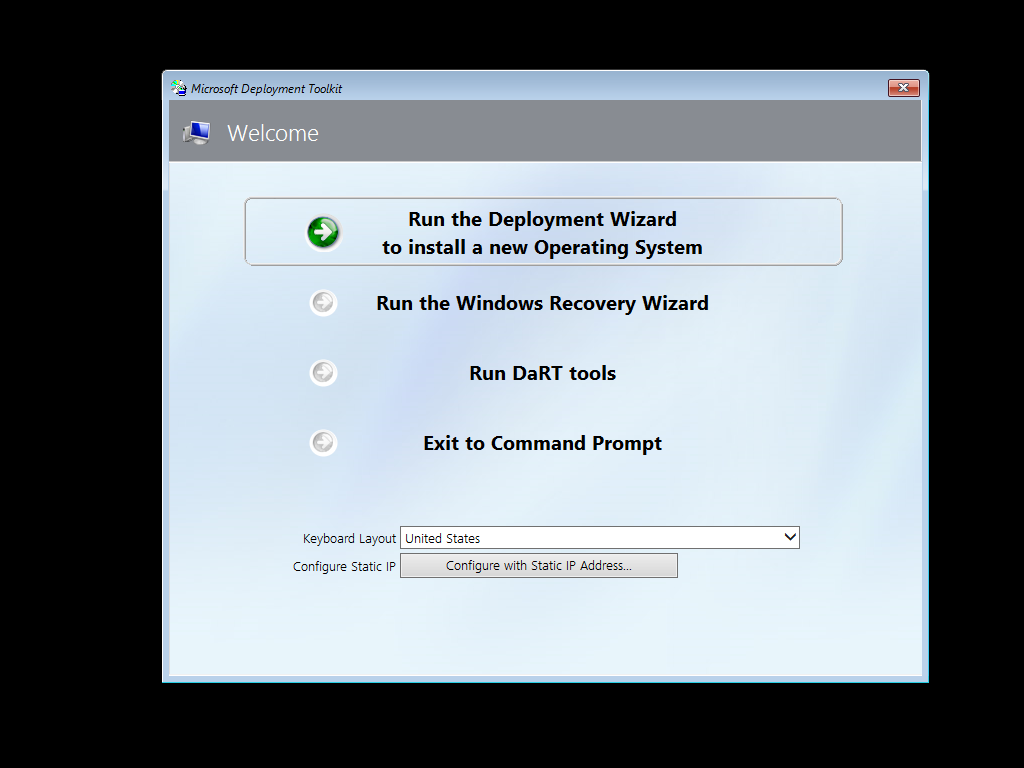 Microsoft Deployment Toolkit
Welcome
Run the Deployment Wizard
to install a new Operating System
Run the Windows Recovery Wizard
Run DaRT tools
Exit to Command Prompt
Keyboard Layout United States
Configure Static IP Configure with Static IP Address...